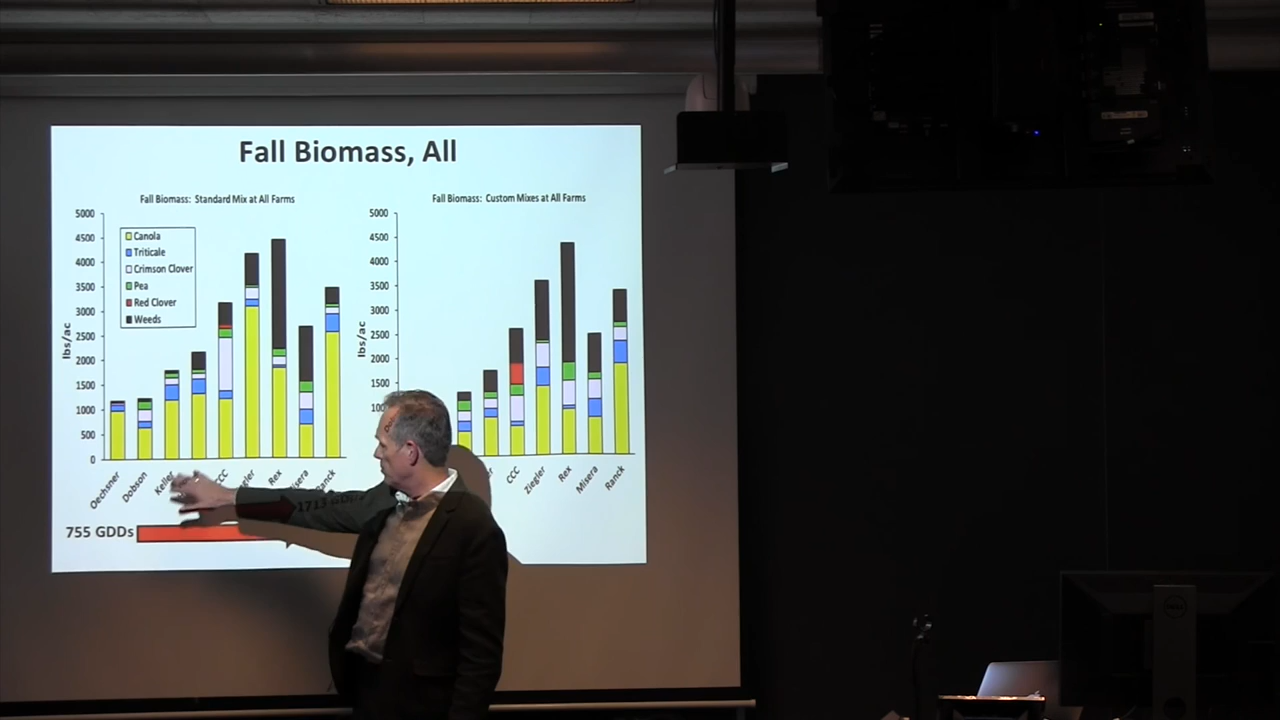 Fall Biomass, All
Fall Biomass: Standard Mix at All Farms
5000
4500
4000
3500
3000
2500
2000
1500
1000
500
0
lbs/ac
Canola
Triticale
Crimson Clover
Pea
Red Clover
Weeds
Oechsner
Dobson
Keller
CCC
Rex
755 GDDs
Fall Biomass: Custom Mixes at All Farms
5000
4500
4000
3500
3000
2500
2000
1500
lbs/ac
CCC
Ziegler
Rex
Misera
Ranck
DELL